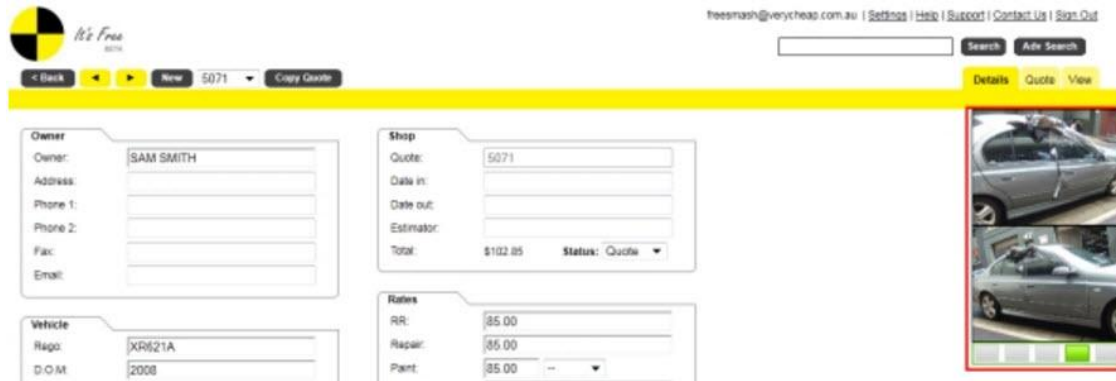 freesmash@verycheap.com.au | Settings | Help | Support | Contact Us | Sign Out
It's Free
BETA
Search Adv Search
< Back New 5071 Copy Quote
Details Quote View
Owner
Owner: SAM SMITH
Address:
Phone 1:
Phone 2:
Fax:
Email:
Shop
Quote: 5071
Date in:
Date out:
Estimator:
Total: $102.85 Status: Quote
Vehicle
Rego: XR621A
D.O.M: 2008
Rates
RR: 85.00
Repair: 85.00
Paint: 85.00 --